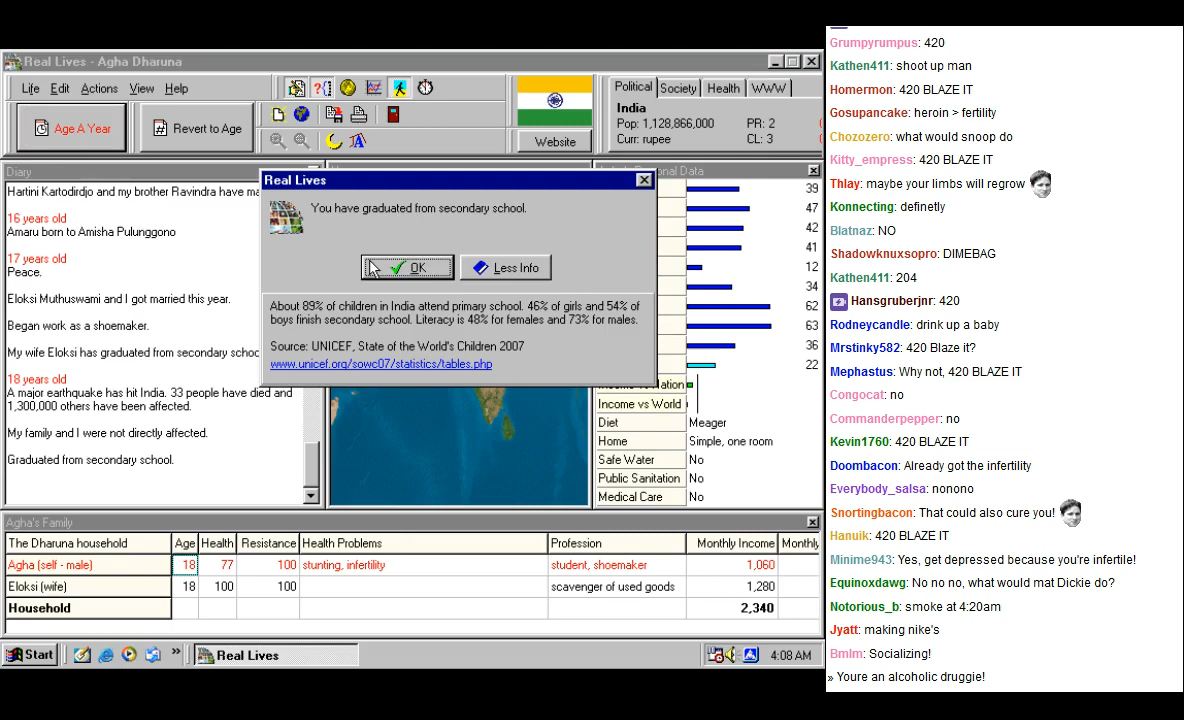 Real Lives - Agha Dharuna
Life Edit Actions View Help
Age A Year
Revert to Age
Website
Political Society Health WWW
India
Pop: 1,128,866,000 PR: 2
Curr: rupee CL: 3
Diary
Hartini Kartodirdjo and my brother Ravindra have ma
16 years old
Amaru born to Amisha Pulunggono
17 years old
Peace.
Eloksi Muthuswami and I got married this year.
Began work as a shoemaker.
My wife Eloksi has graduated from secondary schoo
18 years old
A major earthquake has hit India. 33 people have died and
1,300,000 others have been affected.
My family and I were not directly affected.
Graduated from secondary school.
Real Lives
You have graduated from secondary school.
OK
Less Info
About 89% of children in India attend primary school. 46% of girls and 54% of
boys finish secondary school. Literacy is 48% for females and 73% for males.
Source: UNICEF, State of the World's Children 2007
www.unicef.org/sowc07/statistics/tables.php
onal Data
39
47
42
41
12
34
62
63
36
22
Income vs World
Diet Meager
Home Simple, one room
Safe Water No
Public Sanitation No
Medical Care No
Agha's Family
The Dharuna household Age Health Resistance Health Problems Profession Monthly Income Monthly
Agha (self - male) 18 77 100 stunting, infertility student, shoemaker 1,060
Eloksi (wife) 18 100 100 scavenger of used goods 1,280
Household 2,340
Start
Real Lives
4:08 AM
Grumpyrumpus: 420
Kathen411: shoot up man
Homermon: 420 BLAZE IT
Gosupancake: heroin > fertility
Chozozero: what would snoop do
Kitty_empress: 420 BLAZE IT
Thlay: maybe your limbs will regrow
Konnecting: definetly
Blatnaz: NO
Shadowknuxsopro: DIMEBAG
Kathen411: 204
Hansgruberjnr: 420
Rodneycandle: drink up a baby
Mrstinky582: 420 Blaze it?
Mephastus: Why not, 420 BLAZE IT
Congocat: no
Commanderpepper: no
Kevin1760: 420 BLAZE IT
Doombacon: Already got the infertility
Everybody_salsa: nonono
Snortingbacon: That could also cure you!
Hanuik: 420 BLAZE IT
Minime943: Yes, get depressed because you're infertile!
Equinoxdawg: No no no, what would mat Dickie do?
Notorious_b: smoke at 4:20am
Jyatt: making nike's
Bmlm: Socializing!
» Youre an alcoholic druggie!